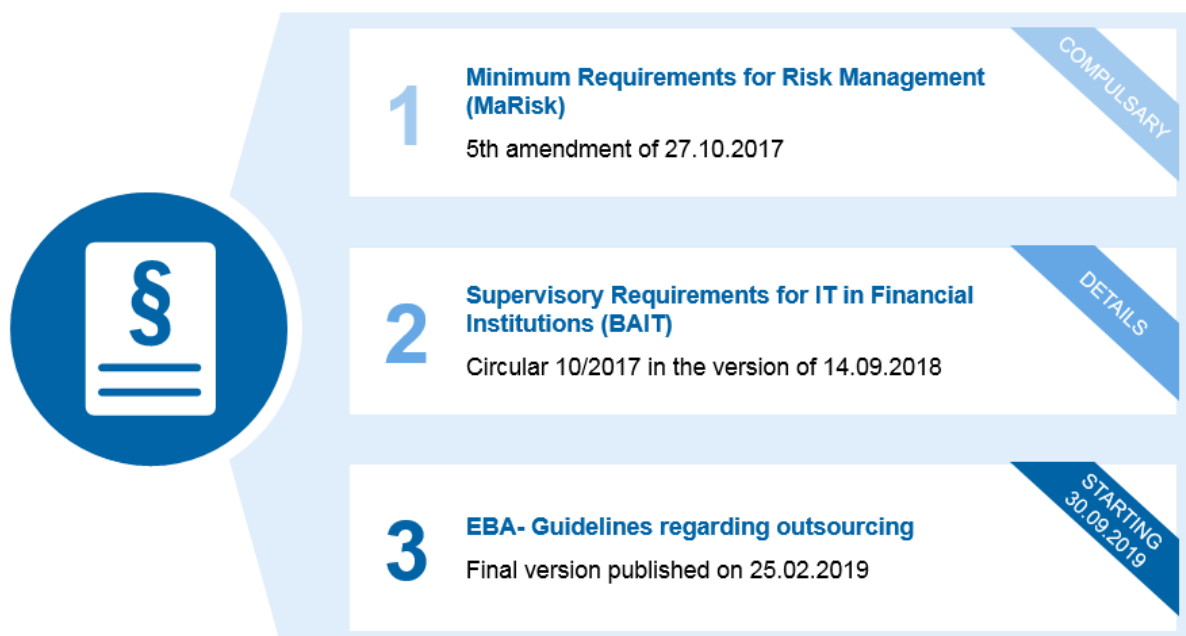 1
Minimum Requirements for Risk Management
(MaRisk)
5th amendment of 27.10.2017
COMPULSARY
§
2
Supervisory Requirements for IT in Financial
Institutions (BAIT)
Circular 10/2017 in the version of 14.09.2018
DETAILS
3
EBA- Guidelines regarding outsourcing
Final version published on 25.02.2019
STARTING
30.09.2019